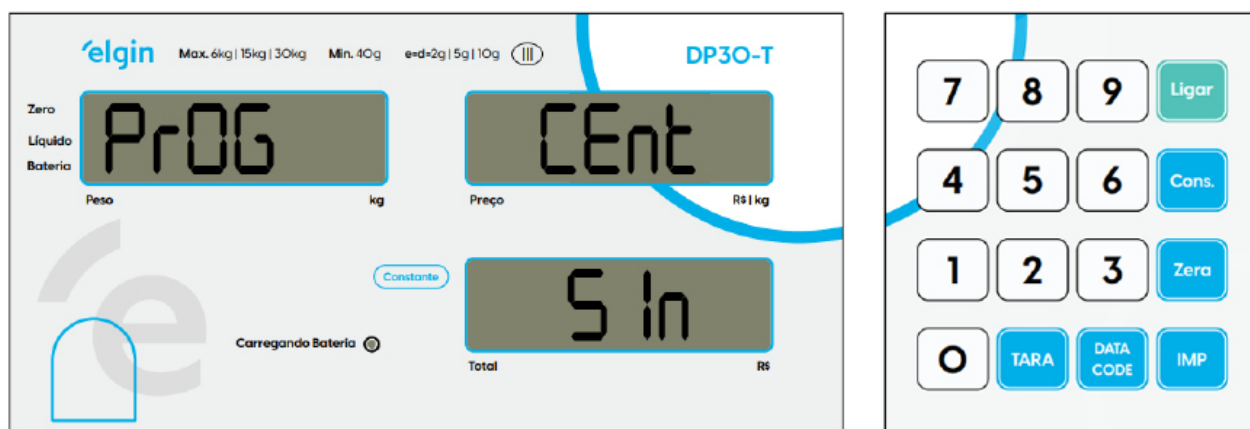 elgin Max. 6kg | 15kg | 30kg Min. 40g e=d=2g | 5g | 10g III DP30-T
Zero
Líquido
Bateria
PrOG CEnt
Peso kg Preço R$ | kg
Constante
SIn
Carregando Bateria
Total R$
7 8 9 Ligar
4 5 6 Cons.
1 2 3 Zera
0 TARA DATA CODE IMP